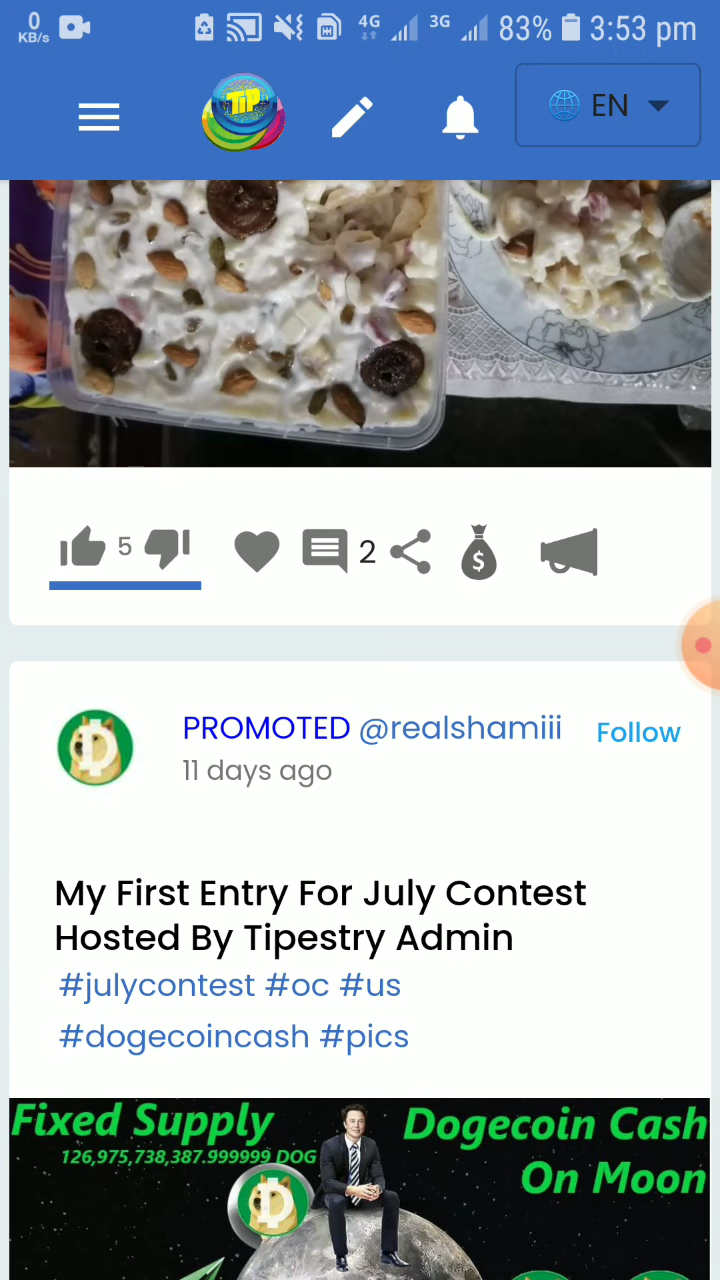 0
KB/s
4G
3G
83%
3:53 pm
TiP
EN
5
2
$
PROMOTED @realshamiii
Follow
11 days ago
My First Entry For July Contest
Hosted By Tipestry Admin
#julycontest #oc #us
#dogecoincash #pics
Fixed Supply
126,975,738,387.999999 DOG
Dogecoin Cash
On Moon